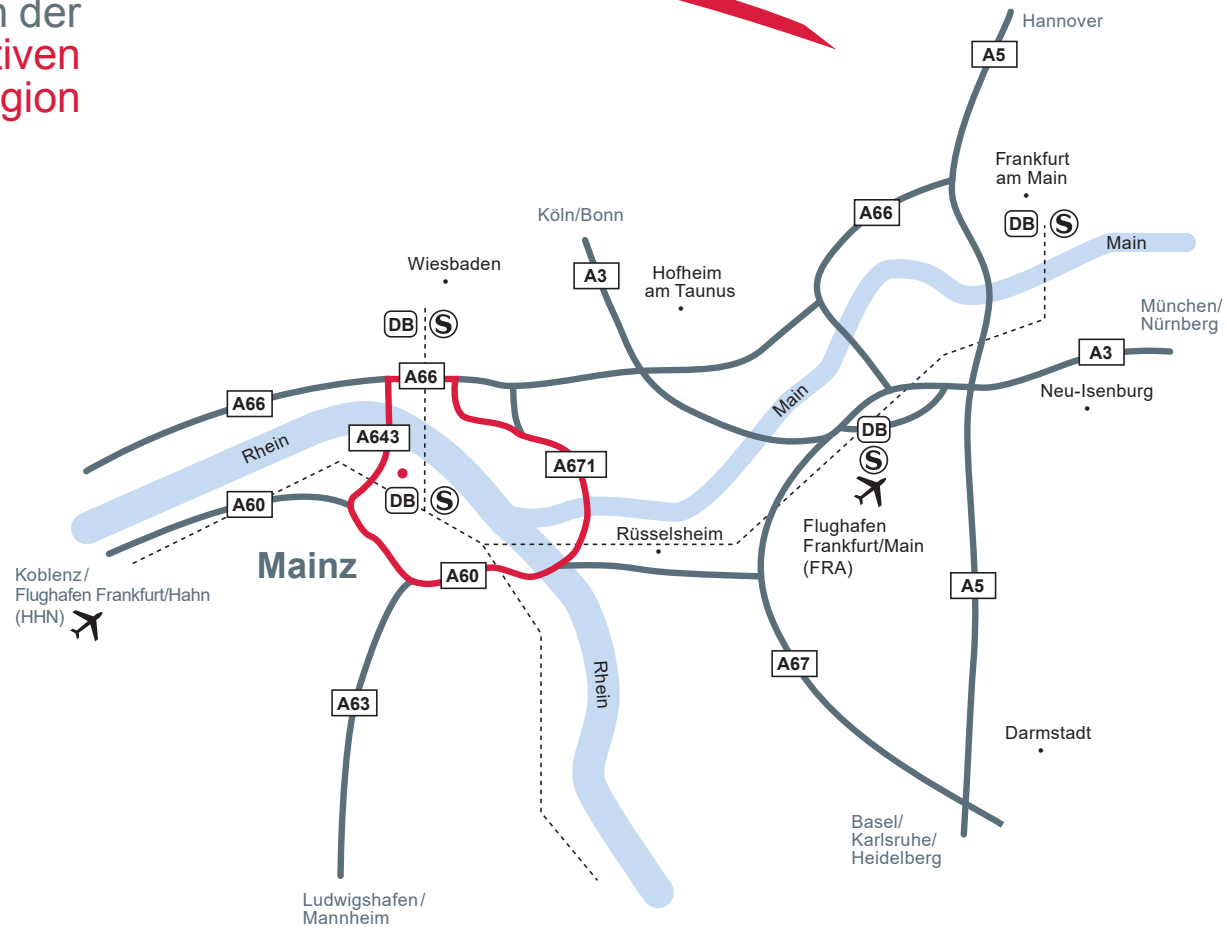 n der
tiven
gion
Hannover
A5
Frankfurt
am Main
DB S
A66
Köln/Bonn
Main
Wiesbaden
A3
Hofheim
am Taunus
München/
Nürnberg
DB S
A3
A66
Neu-Isenburg
A66
Main
Rhein
A643
DB
A671
S
DB S
A60
Flughafen
Frankfurt/Main
(FRA)
Rüsselsheim
Mainz
A60
Koblenz/
Flughafen Frankfurt/Hahn
(HHN)
A5
Rhein
A67
A63
Darmstadt
Basel/
Karlsruhe/
Heidelberg
Ludwigshafen/
Mannheim